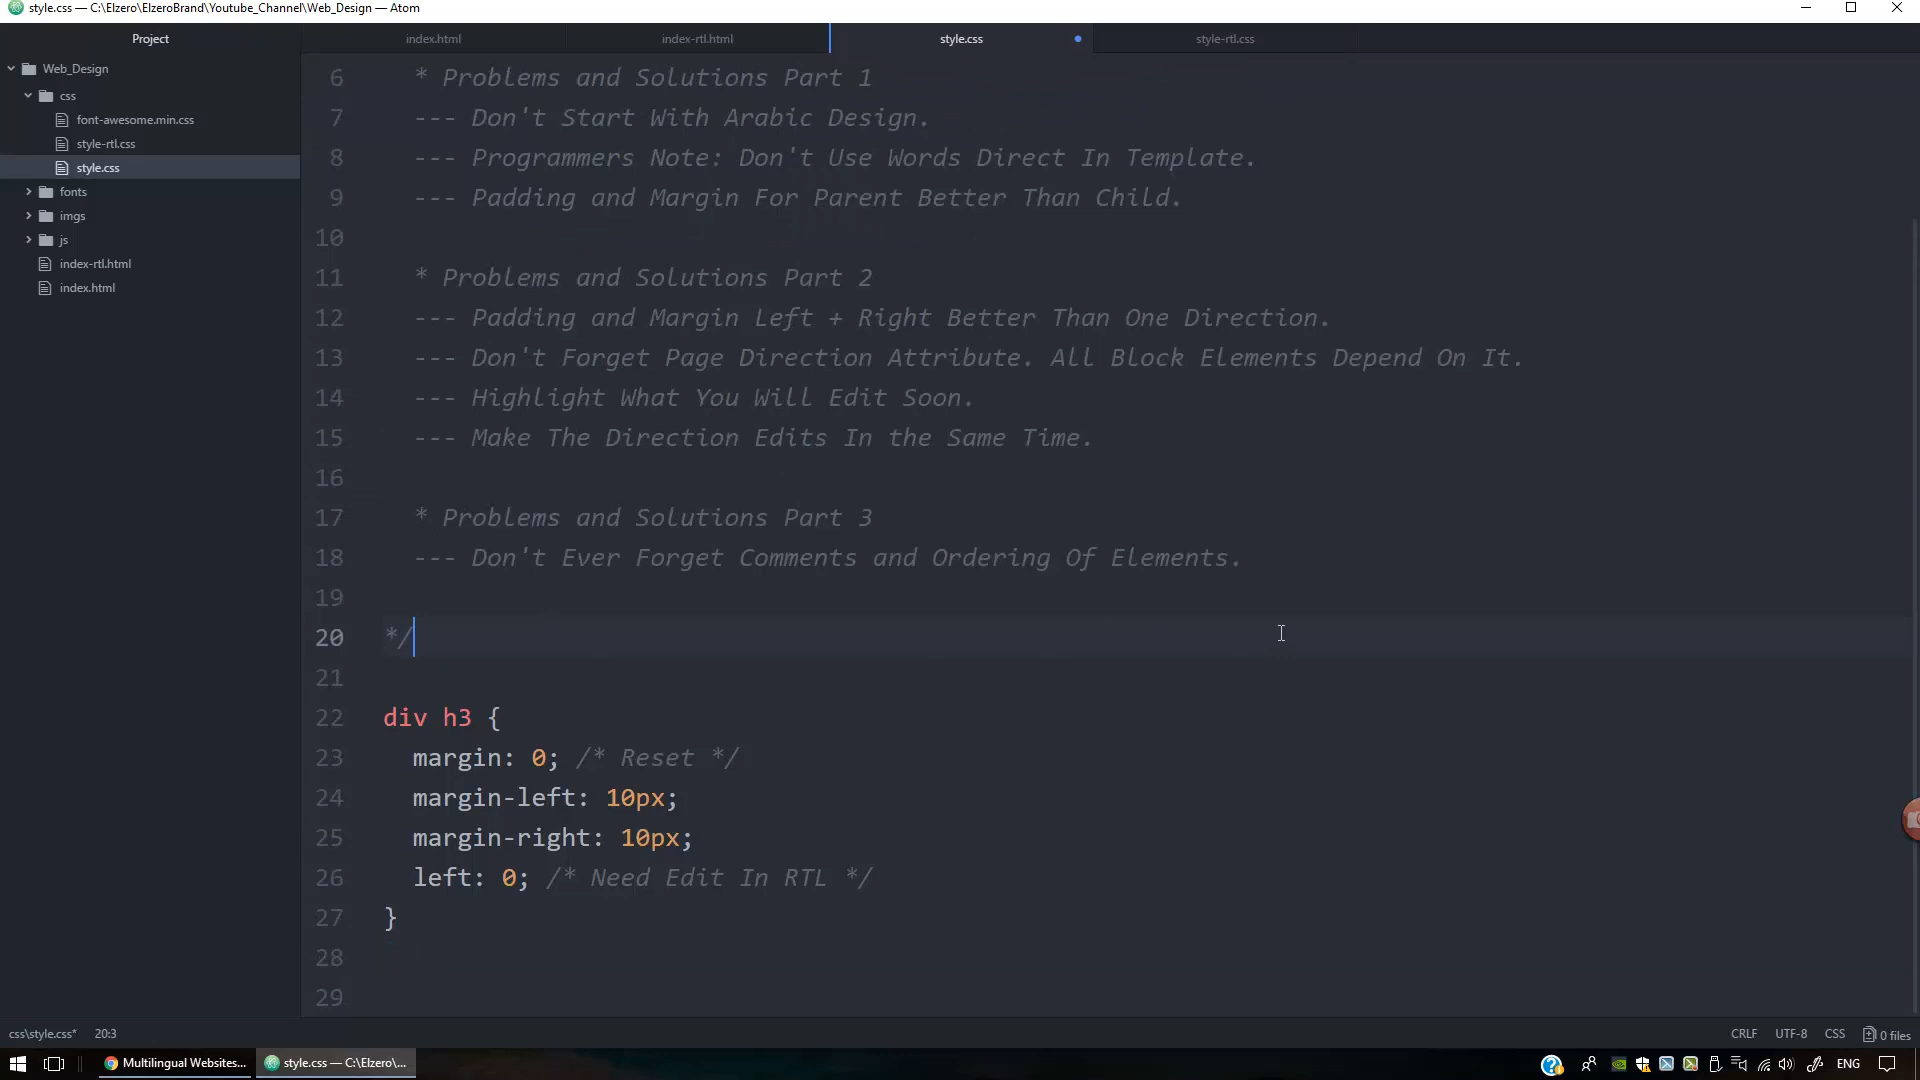 style.css — C:\Elzero\ElzeroBrand\Youtube_Channel\Web_Design — Atom
Project
index.html
index-rtl.html
style.css
style-rtl.css
Web_Design
css
font-awesome.min.css
style-rtl.css
style.css
fonts
imgs
js
index-rtl.html
index.html
6 * Problems and Solutions Part 1
7 --- Don't Start With Arabic Design.
8 --- Programmers Note: Don't Use Words Direct In Template.
9 --- Padding and Margin For Parent Better Than Child.
10
11 * Problems and Solutions Part 2
12 --- Padding and Margin Left + Right Better Than One Direction.
13 --- Don't Forget Page Direction Attribute. All Block Elements Depend On It.
14 --- Highlight What You Will Edit Soon.
15 --- Make The Direction Edits In the Same Time.
16
17 * Problems and Solutions Part 3
18 --- Don't Ever Forget Comments and Ordering Of Elements.
19
20 */
21
22 div h3 {
23 margin: 0; /* Reset */
24 margin-left: 10px;
25 margin-right: 10px;
26 left: 0; /* Need Edit In RTL */
27 }
28
29
css\style.css* 20:3 CRLF UTF-8 CSS 0 files
Multilingual Websites... style.css — C:\Elzero\... ENG